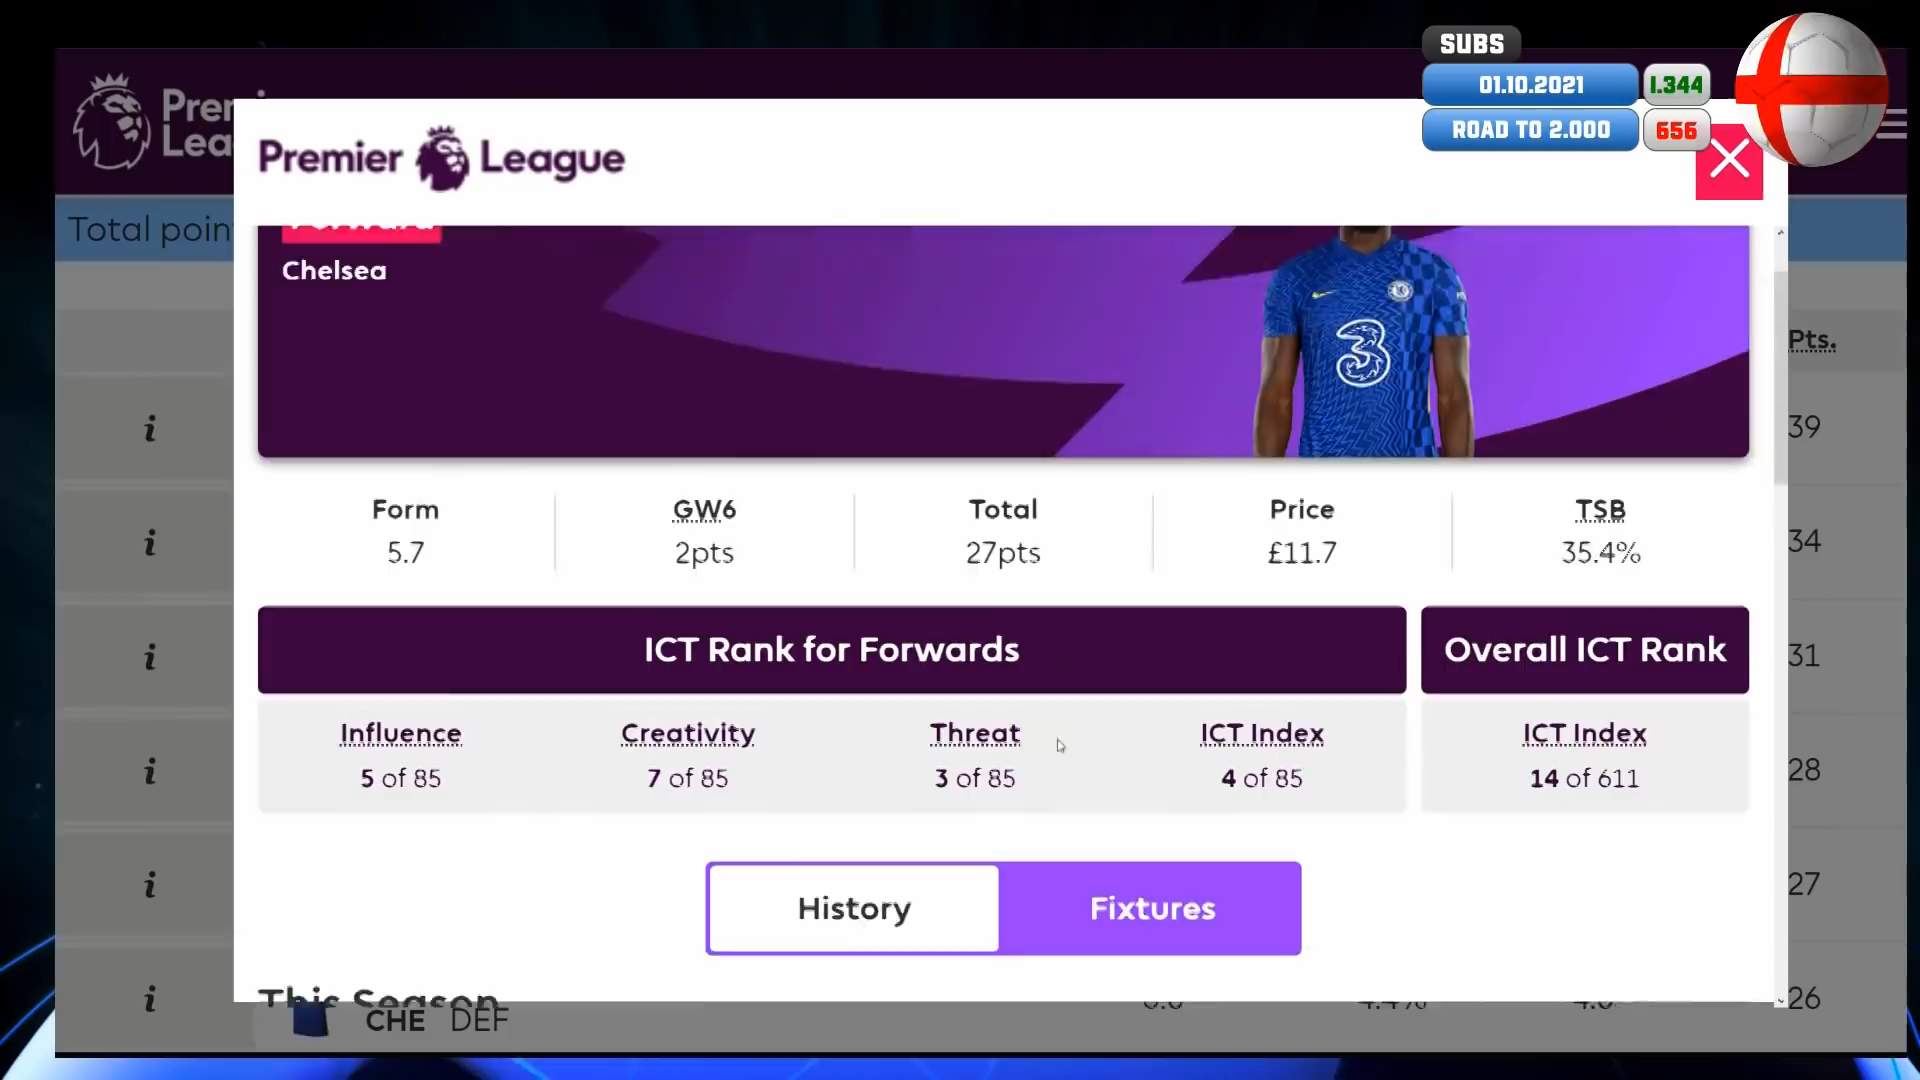 SUBS
01.10.2021 1.344
ROAD TO 2.000 656
Premier League
Total poin
Forward
Chelsea
Pts.
39
34
31
28
27
26
Form GW6 Total Price TSB
5.7 2pts 27pts £11.7 35.4%
ICT Rank for Forwards Overall ICT Rank
Influence Creativity Threat ICT Index ICT Index
5 of 85 7 of 85 3 of 85 4 of 85 14 of 611
History Fixtures
This Season
CHE DEF